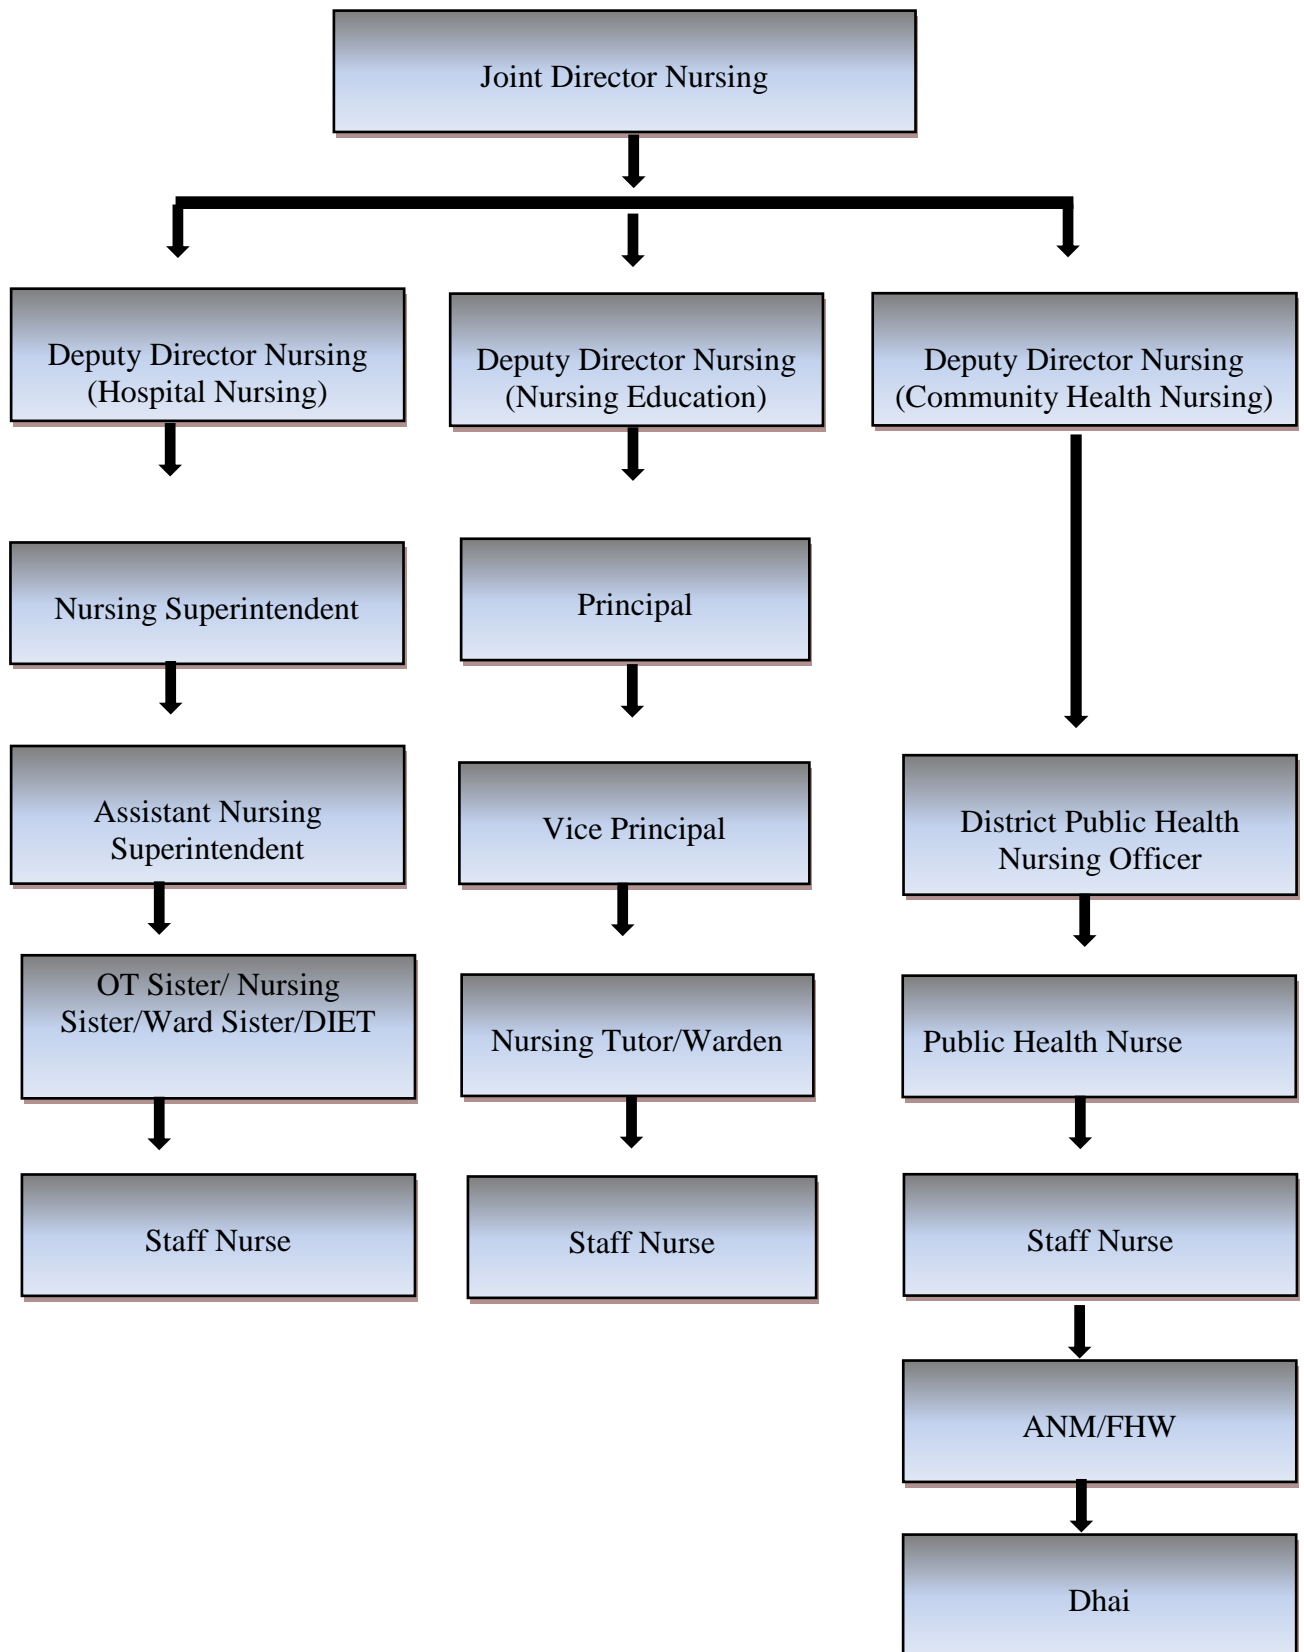 Joint Director Nursing
Deputy Director Nursing
(Hospital Nursing)
Deputy Director Nursing
(Nursing Education)
Deputy Director Nursing
(Community Health Nursing)
Nursing Superintendent
Principal
Assistant Nursing
Superintendent
Vice Principal
District Public Health
Nursing Officer
OT Sister/ Nursing
Sister/Ward Sister/DIET
Nursing Tutor/Warden
Public Health Nurse
Staff Nurse
Staff Nurse
Staff Nurse
ANM/FHW
Dhai